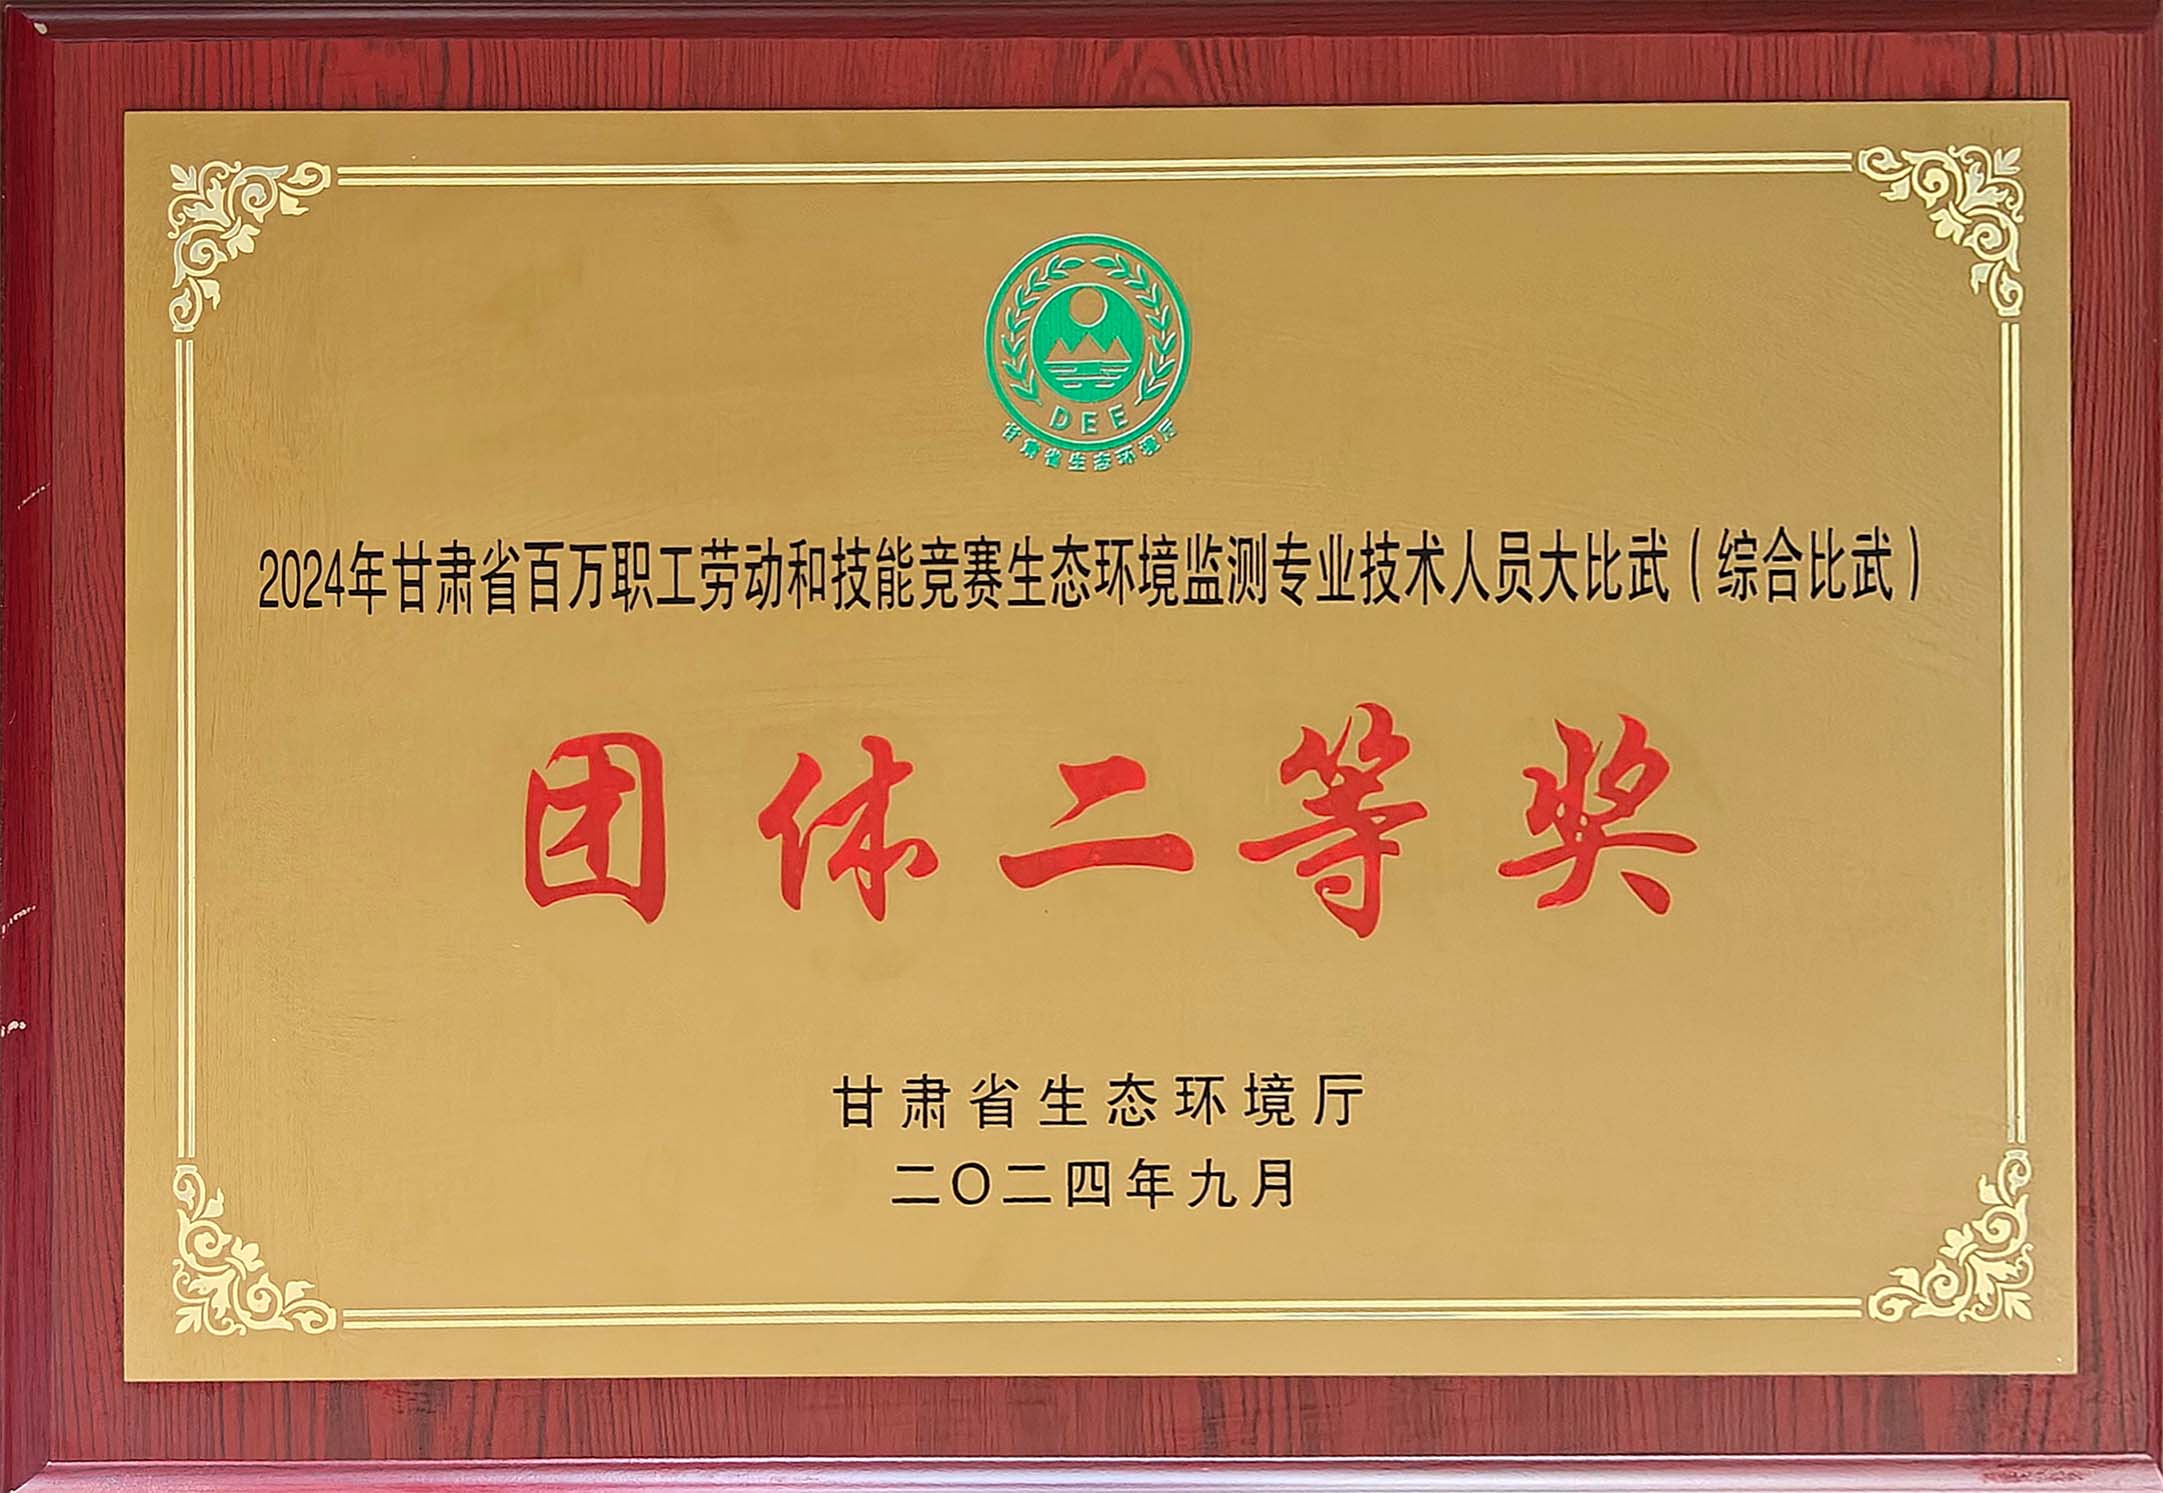 DEE
甘肃省生态环境厅
2024年甘肃省百万职工劳动和技能竞赛生态环境监测专业技术人员大比武（综合比武）
团体二等奖
甘肃省生态环境厅
二〇二四年九月